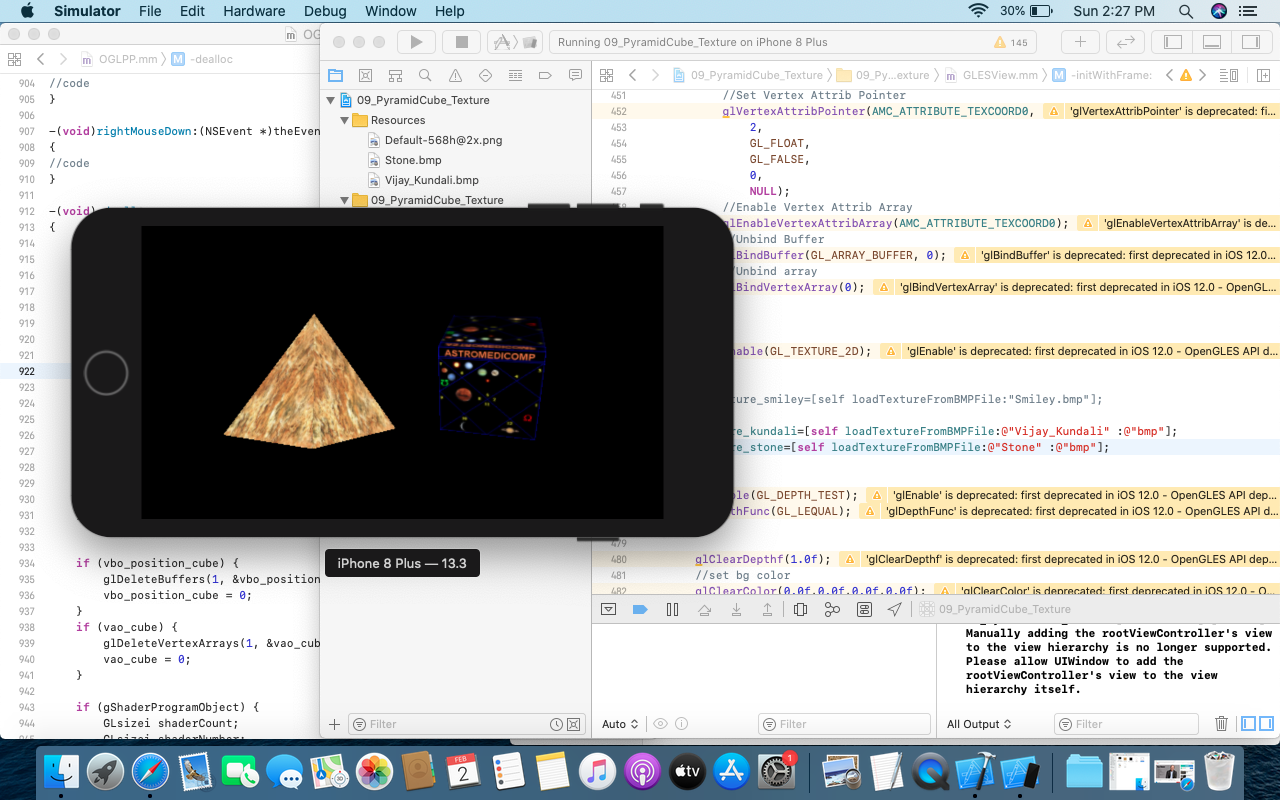 Simulator File Edit Hardware Debug Window Help 30% Sun 2:27 PM
OGLPP.mm -dealloc
904 //code
905 }
906
907 -(void)rightMouseDown:(NSEvent *)theEven
908 {
909 //code
910 }
911
912 -(void)
913 {
914
915
916
917
918
919
920
921
922
923
924
925
926
927
928
929
930
931
932
933
934 if (vbo_position_cube) {
935 glDeleteBuffers(1, &vbo_position
936 vbo_position_cube = 0;
937 }
938 if (vao_cube) {
939 glDeleteVertexArrays(1, &vao_cub
940 vao_cube = 0;
941 }
942
943 if (gShaderProgramObject) {
944 GLsizei shaderCount;
GLsizei shaderNumber;
Running 09_PyramidCube_Texture on iPhone 8 Plus 145
09_PyramidCube_Texture
Resources
Default-568h@2x.png
Stone.bmp
Vijay_Kundali.bmp
09_PyramidCube_Texture
09_PyramidCube_Texture 09_Py…exture GLESView.mm -initWithFrame:
451 //Set Vertex Attrib Pointer
452 glVertexAttribPointer(AMC_ATTRIBUTE_TEXCOORD0, 'glVertexAttribPointer' is deprecated: fi…
453 2,
454 GL_FLOAT,
455 GL_FALSE,
456 0,
457 NULL);
//Enable Vertex Attrib Array
glEnableVertexAttribArray(AMC_ATTRIBUTE_TEXCOORD0); 'glEnableVertexAttribArray' is de…
/Unbind Buffer
lBindBuffer(GL_ARRAY_BUFFER, 0); 'glBindBuffer' is deprecated: first deprecated in iOS 12.0…
/Unbind array
lBindVertexArray(0); 'glBindVertexArray' is deprecated: first deprecated in iOS 12.0 - OpenGL…
nable(GL_TEXTURE_2D); 'glEnable' is deprecated: first deprecated in iOS 12.0 - OpenGLES API d…
ure_smiley=[self loadTextureFromBMPFile:"Smiley.bmp"];
re_kundali=[self loadTextureFromBMPFile:@"Vijay_Kundali" :@"bmp"];
re_stone=[self loadTextureFromBMPFile:@"Stone" :@"bmp"];
ble(GL_DEPTH_TEST); 'glEnable' is deprecated: first deprecated in iOS 12.0 - OpenGLES API dep…
thFunc(GL_LEQUAL); 'glDepthFunc' is deprecated: first deprecated in iOS 12.0 - OpenGLES API d…
479
480 glClearDepthf(1.0f); 'glClearDepthf' is deprecated: first deprecated in iOS 12.0 - OpenGLES API dep…
481 //set bg color
482 glClearColor(0.0f,0.0f,0.0f,0.0f); 'glClearColor' is deprecated: first deprecated in iOS 12.0 - O…
ASTROMEDICOMP
iPhone 8 Plus — 13.3
09_PyramidCube_Texture
Manually adding the rootViewController's view
to the view hierarchy is no longer supported.
Please allow UIWindow to add the
rootViewController's view to the view
hierarchy itself.
Filter
Auto Filter
All Output Filter
FEB
2
tv
1